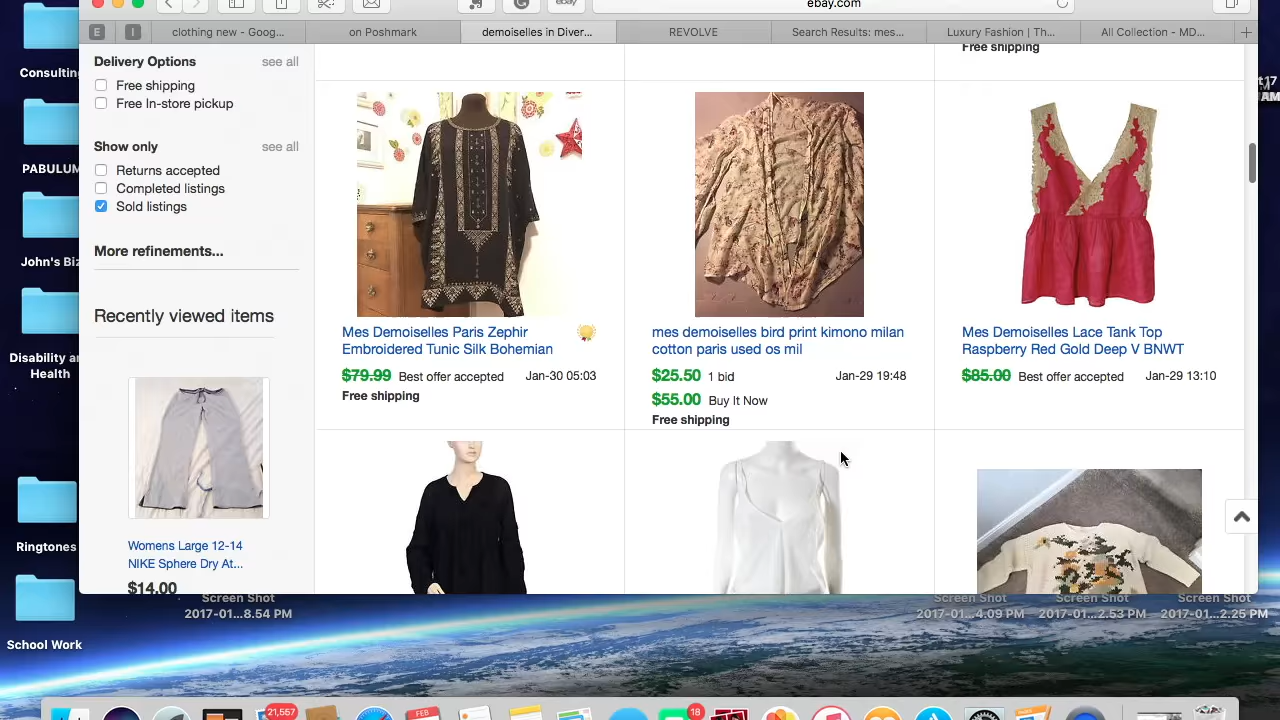 ebay.com
clothing new - Goog...
on Poshmark
demoiselles in Diver...
REVOLVE
Search Results: mes...
Luxury Fashion | Th...
All Collection - MD...
E
I
ebay
Consulting
PABULUM
John's Biz
Disability an
Health
Ringtones
School Work
Delivery Options
see all
Free shipping
Free In-store pickup
Show only
see all
Returns accepted
Completed listings
Sold listings
More refinements...
Recently viewed items
Womens Large 12-14
NIKE Sphere Dry At...
$14.00
Free shipping
Mes Demoiselles Paris Zephir
Embroidered Tunic Silk Bohemian
$79.99 Best offer accepted Jan-30 05:03
Free shipping
mes demoiselles bird print kimono milan
cotton paris used os mil
$25.50 1 bid Jan-29 19:48
$55.00 Buy It Now
Free shipping
Mes Demoiselles Lace Tank Top
Raspberry Red Gold Deep V BNWT
$85.00 Best offer accepted Jan-29 13:10
Screen Shot
2017-01...8.54 PM
Screen Shot
2017-01...4.09 PM
Screen Shot
2017-01...2.53 PM
Screen Shot
2017-01...2.25 PM
21,557
FEB
18